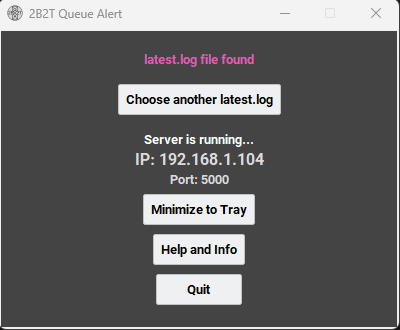 2B2T Queue Alert
latest.log file found
Choose another latest.log
Server is running...
IP: 192.168.1.104
Port: 5000
Minimize to Tray
Help and Info
Quit